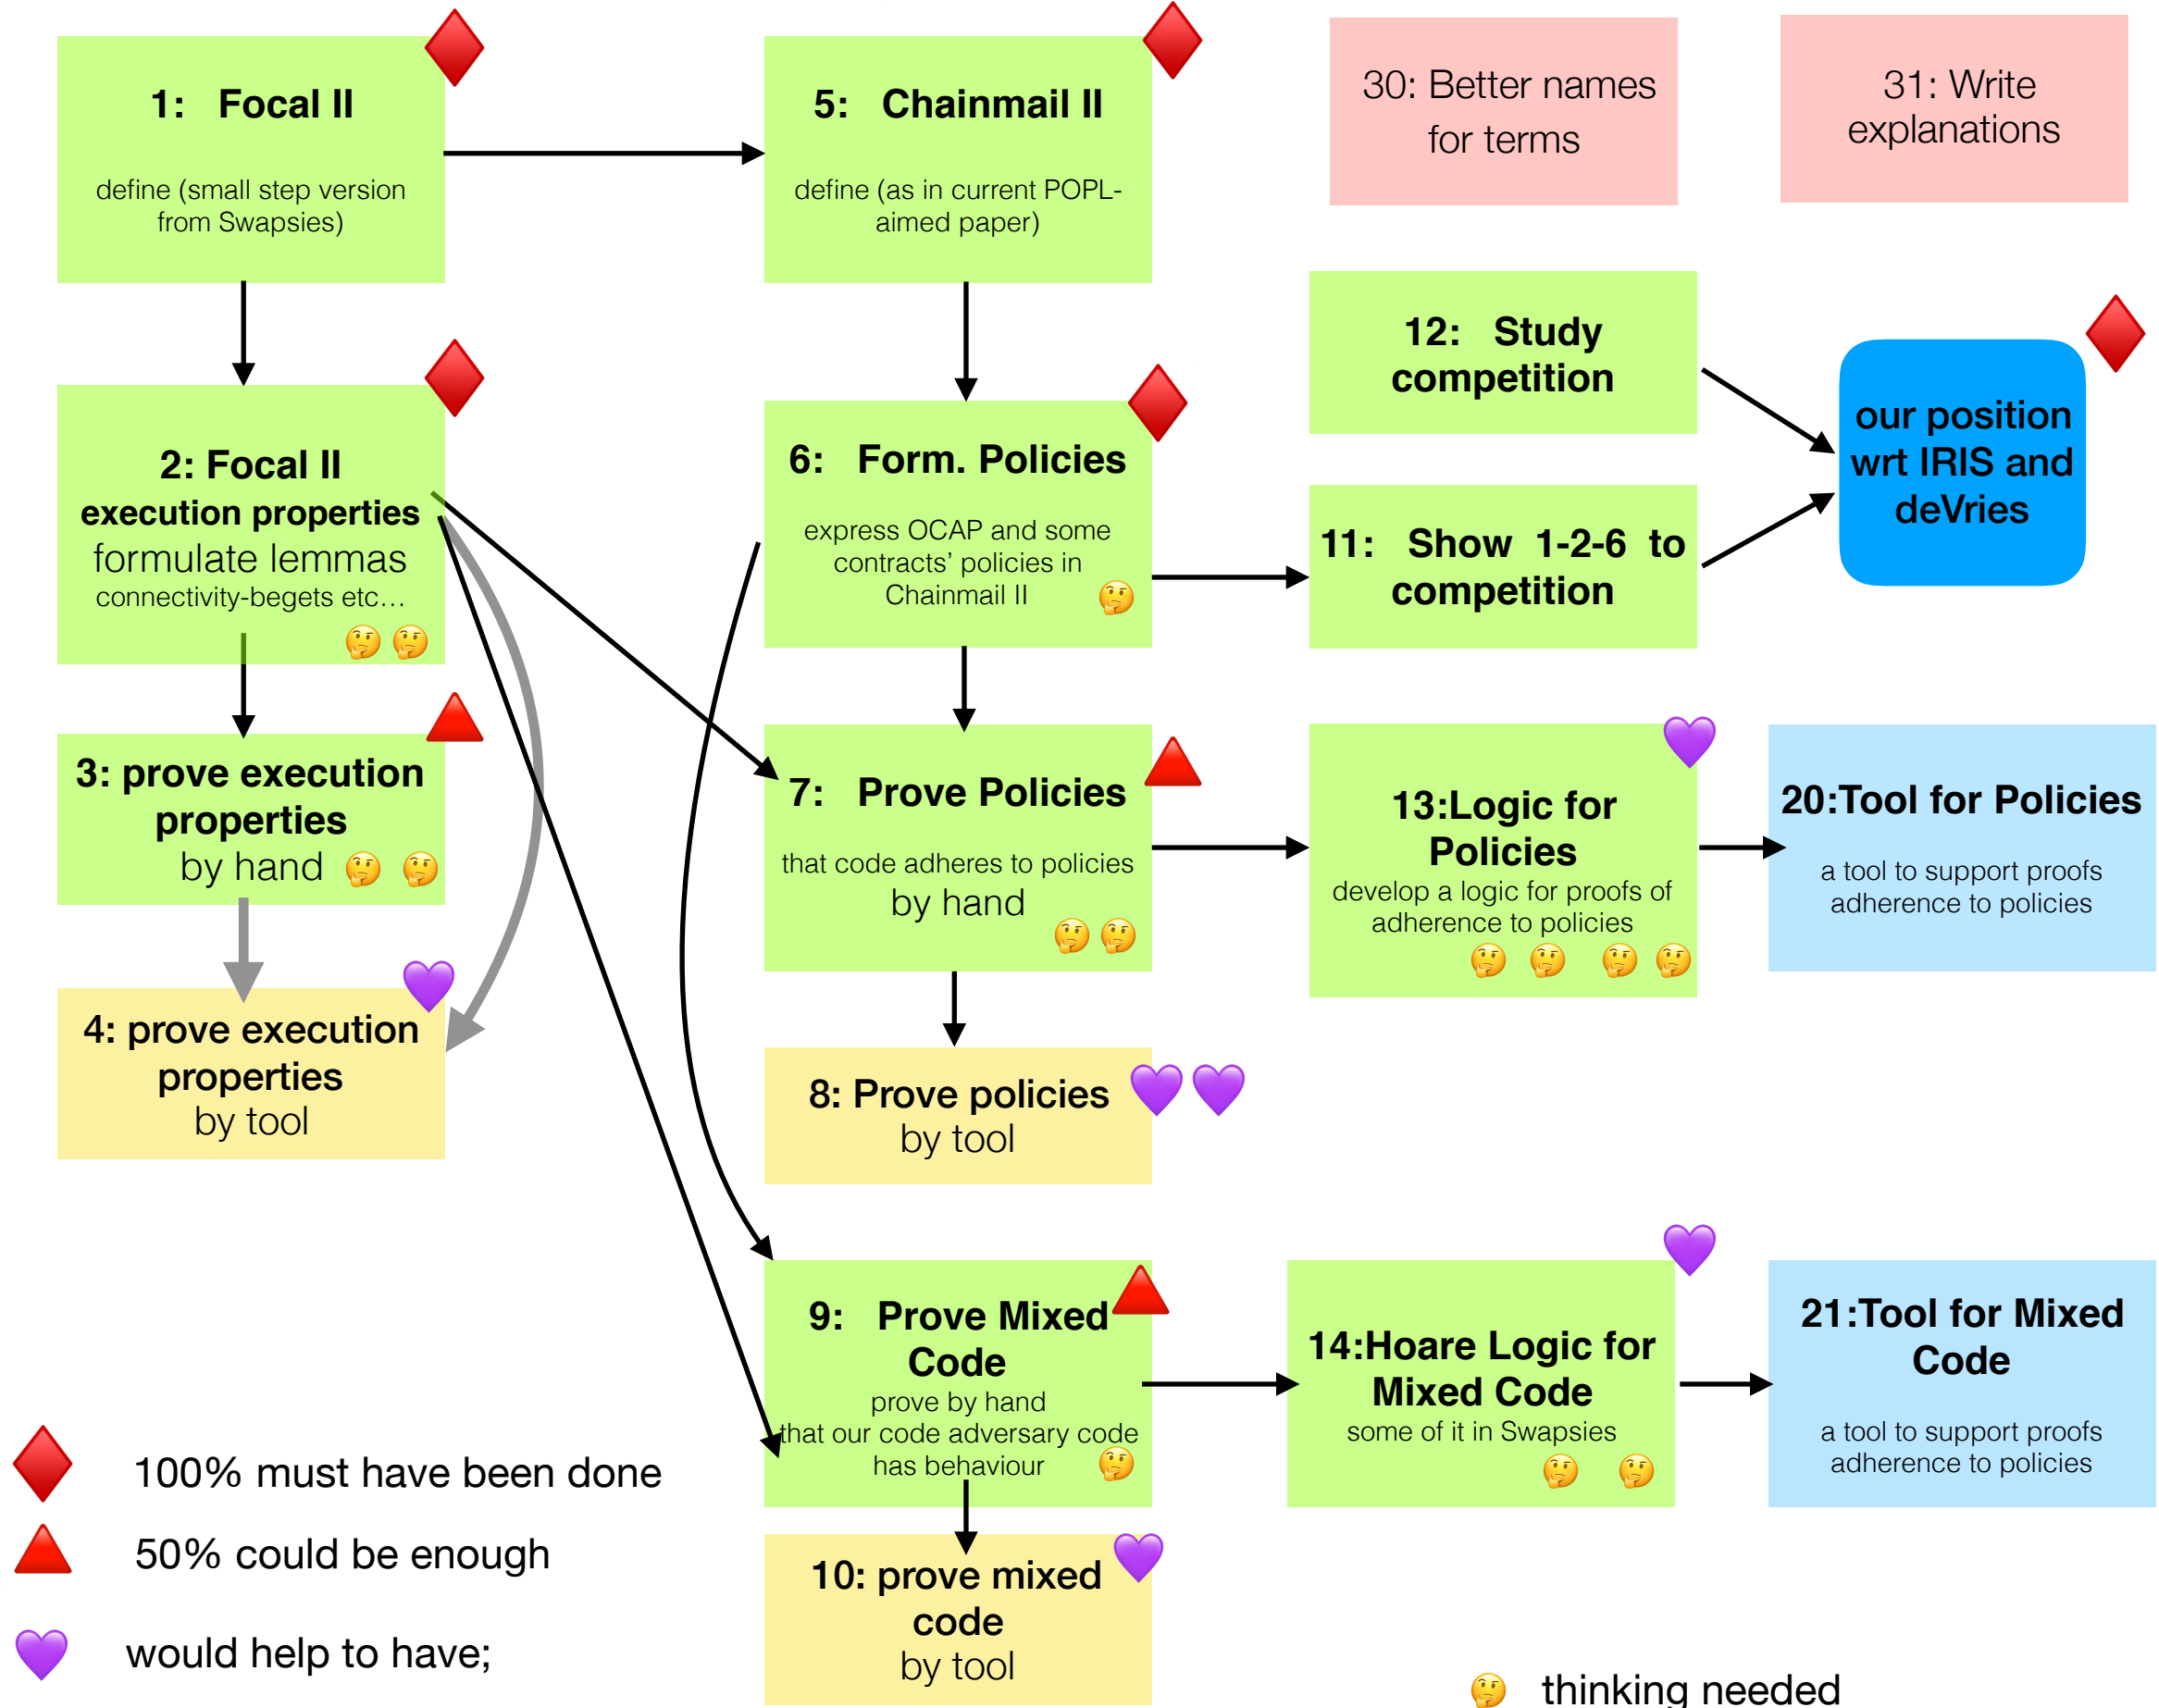 1: Focal II
define (small step version
from Swapsies)
5: Chainmail II
define (as in current POPL-
aimed paper)
30: Better names
for terms
31: Write
explanations
12: Study
competition
our position
wrt IRIS and
deVries
2: Focal II
execution properties
formulate lemmas
connectivity-begets etc…
6: Form. Policies
express OCAP and some
contracts’ policies in
Chainmail II
11: Show 1-2-6 to
competition
3: prove execution
properties
by hand
7: Prove Policies
that code adheres to policies
by hand
13:Logic for
Policies
develop a logic for proofs of
adherence to policies
20:Tool for Policies
a tool to support proofs
adherence to policies
4: prove execution
properties
by tool
8: Prove policies
by tool
9: Prove Mixed
Code
prove by hand
that our code adversary code
has behaviour
14:Hoare Logic for
Mixed Code
some of it in Swapsies
21:Tool for Mixed
Code
a tool to support proofs
adherence to policies
10: prove mixed
code
by tool
100% must have been done
50% could be enough
would help to have;
thinking needed